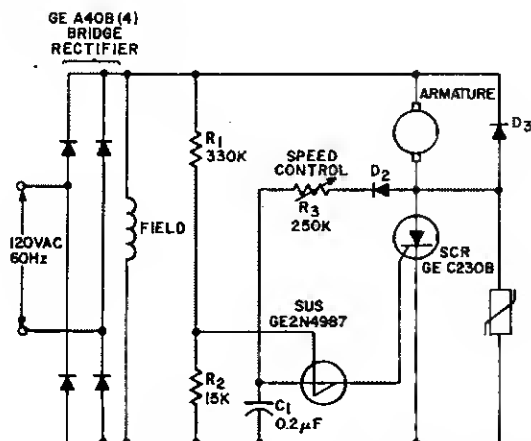 GE A40B(4)
BRIDGE
RECTIFIER
ARMATURE
D3
R1
330K
SPEED
CONTROL
D2
R3
250K
FIELD
120VAC
60Hz
SCR
GE C230B
SUS
GE2N4987
R2
15K
C1
0.2μF